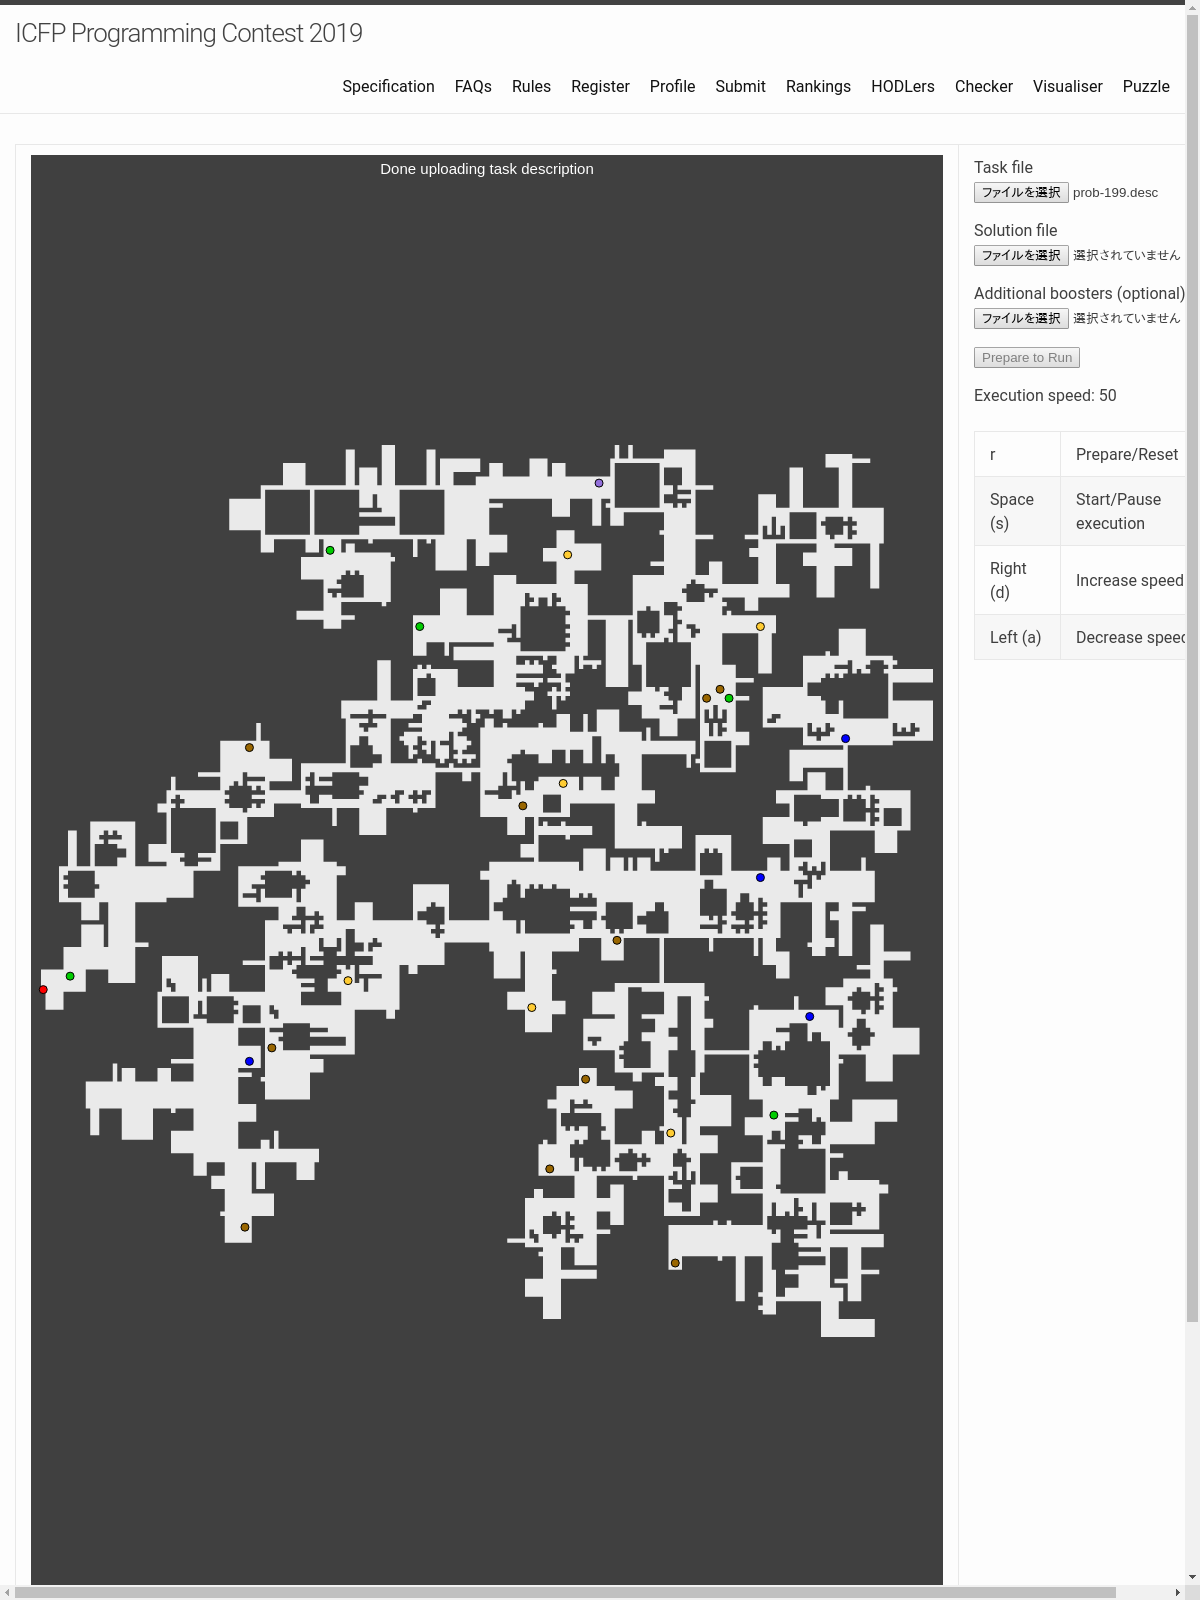 ICFP Programming Contest 2019
Specification FAQs Rules Register Profile Submit Rankings HODLers Checker Visualiser Puzzle
Done uploading task description
Task file
ファイルを選択 prob-199.desc
Solution file
ファイルを選択 選択されていません
Additional boosters (optional)
ファイルを選択 選択されていません
Prepare to Run
Execution speed: 50
r Prepare/Reset
Space Start/Pause
(s) execution
Right Increase speed
(d)
Left (a) Decrease speed